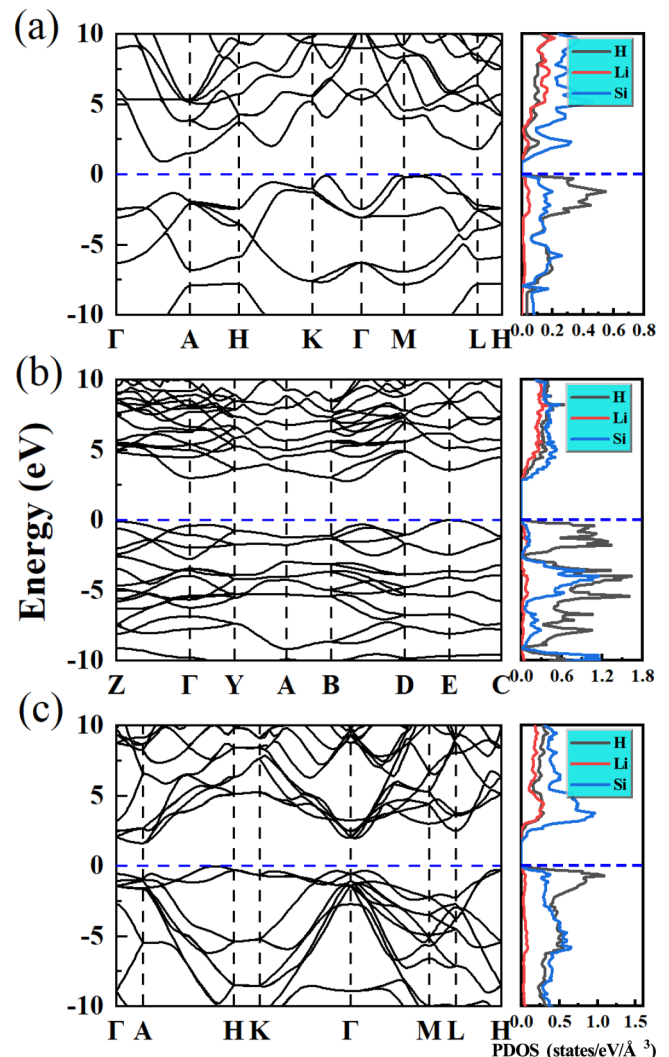 (a)
10
5
0
-5
-10
Γ A H K Γ M L H
H
Li
Si
0.0 0.2 0.4 0.6 0.8
(b)
10
5
0
-5
-10
Z Γ Y A B D E C
H
Li
Si
0.0 0.6 1.2 1.8
Energy (eV)
(c)
10
5
0
-5
-10
Γ A H K Γ M L H
H
Li
Si
0.0 0.5 1.0 1.6
PDOS (states/eV/Å ³)